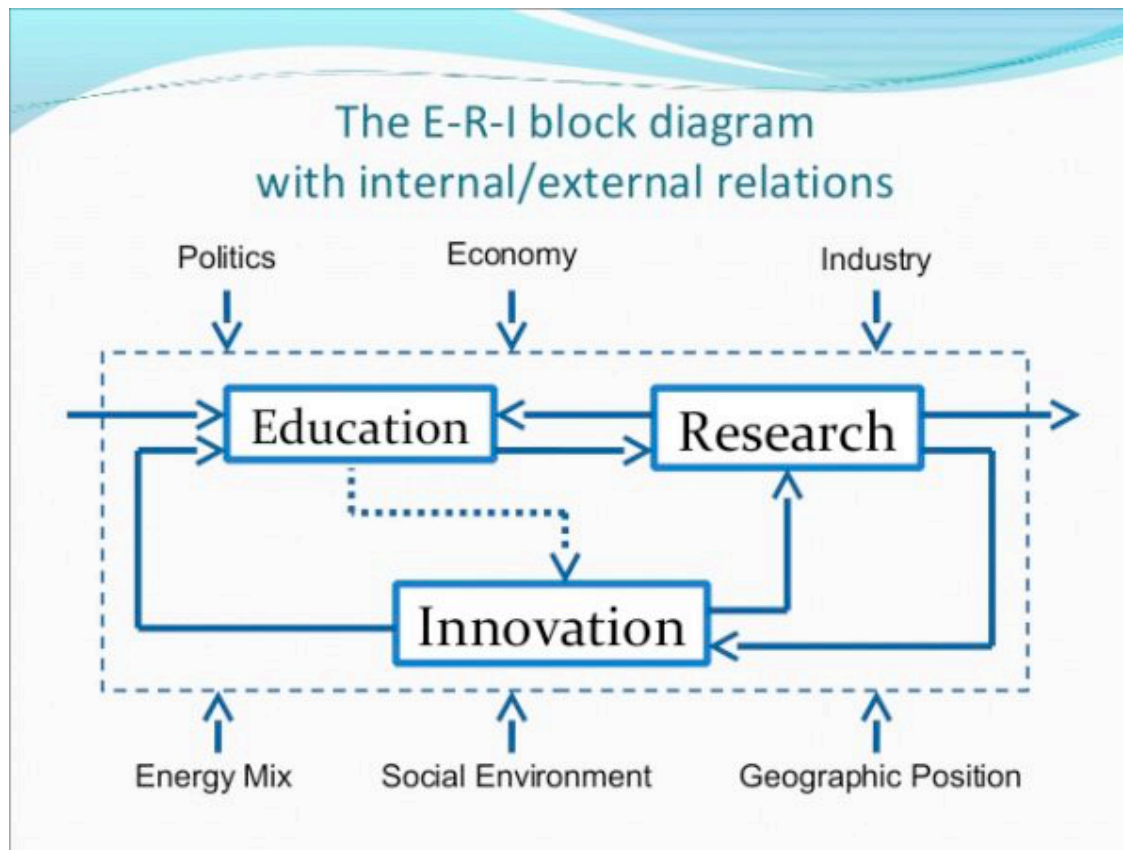 The E-R-I block diagram
with internal/external relations
Politics
Economy
Industry
Education
Research
Innovation
Energy Mix
Social Environment
Geographic Position